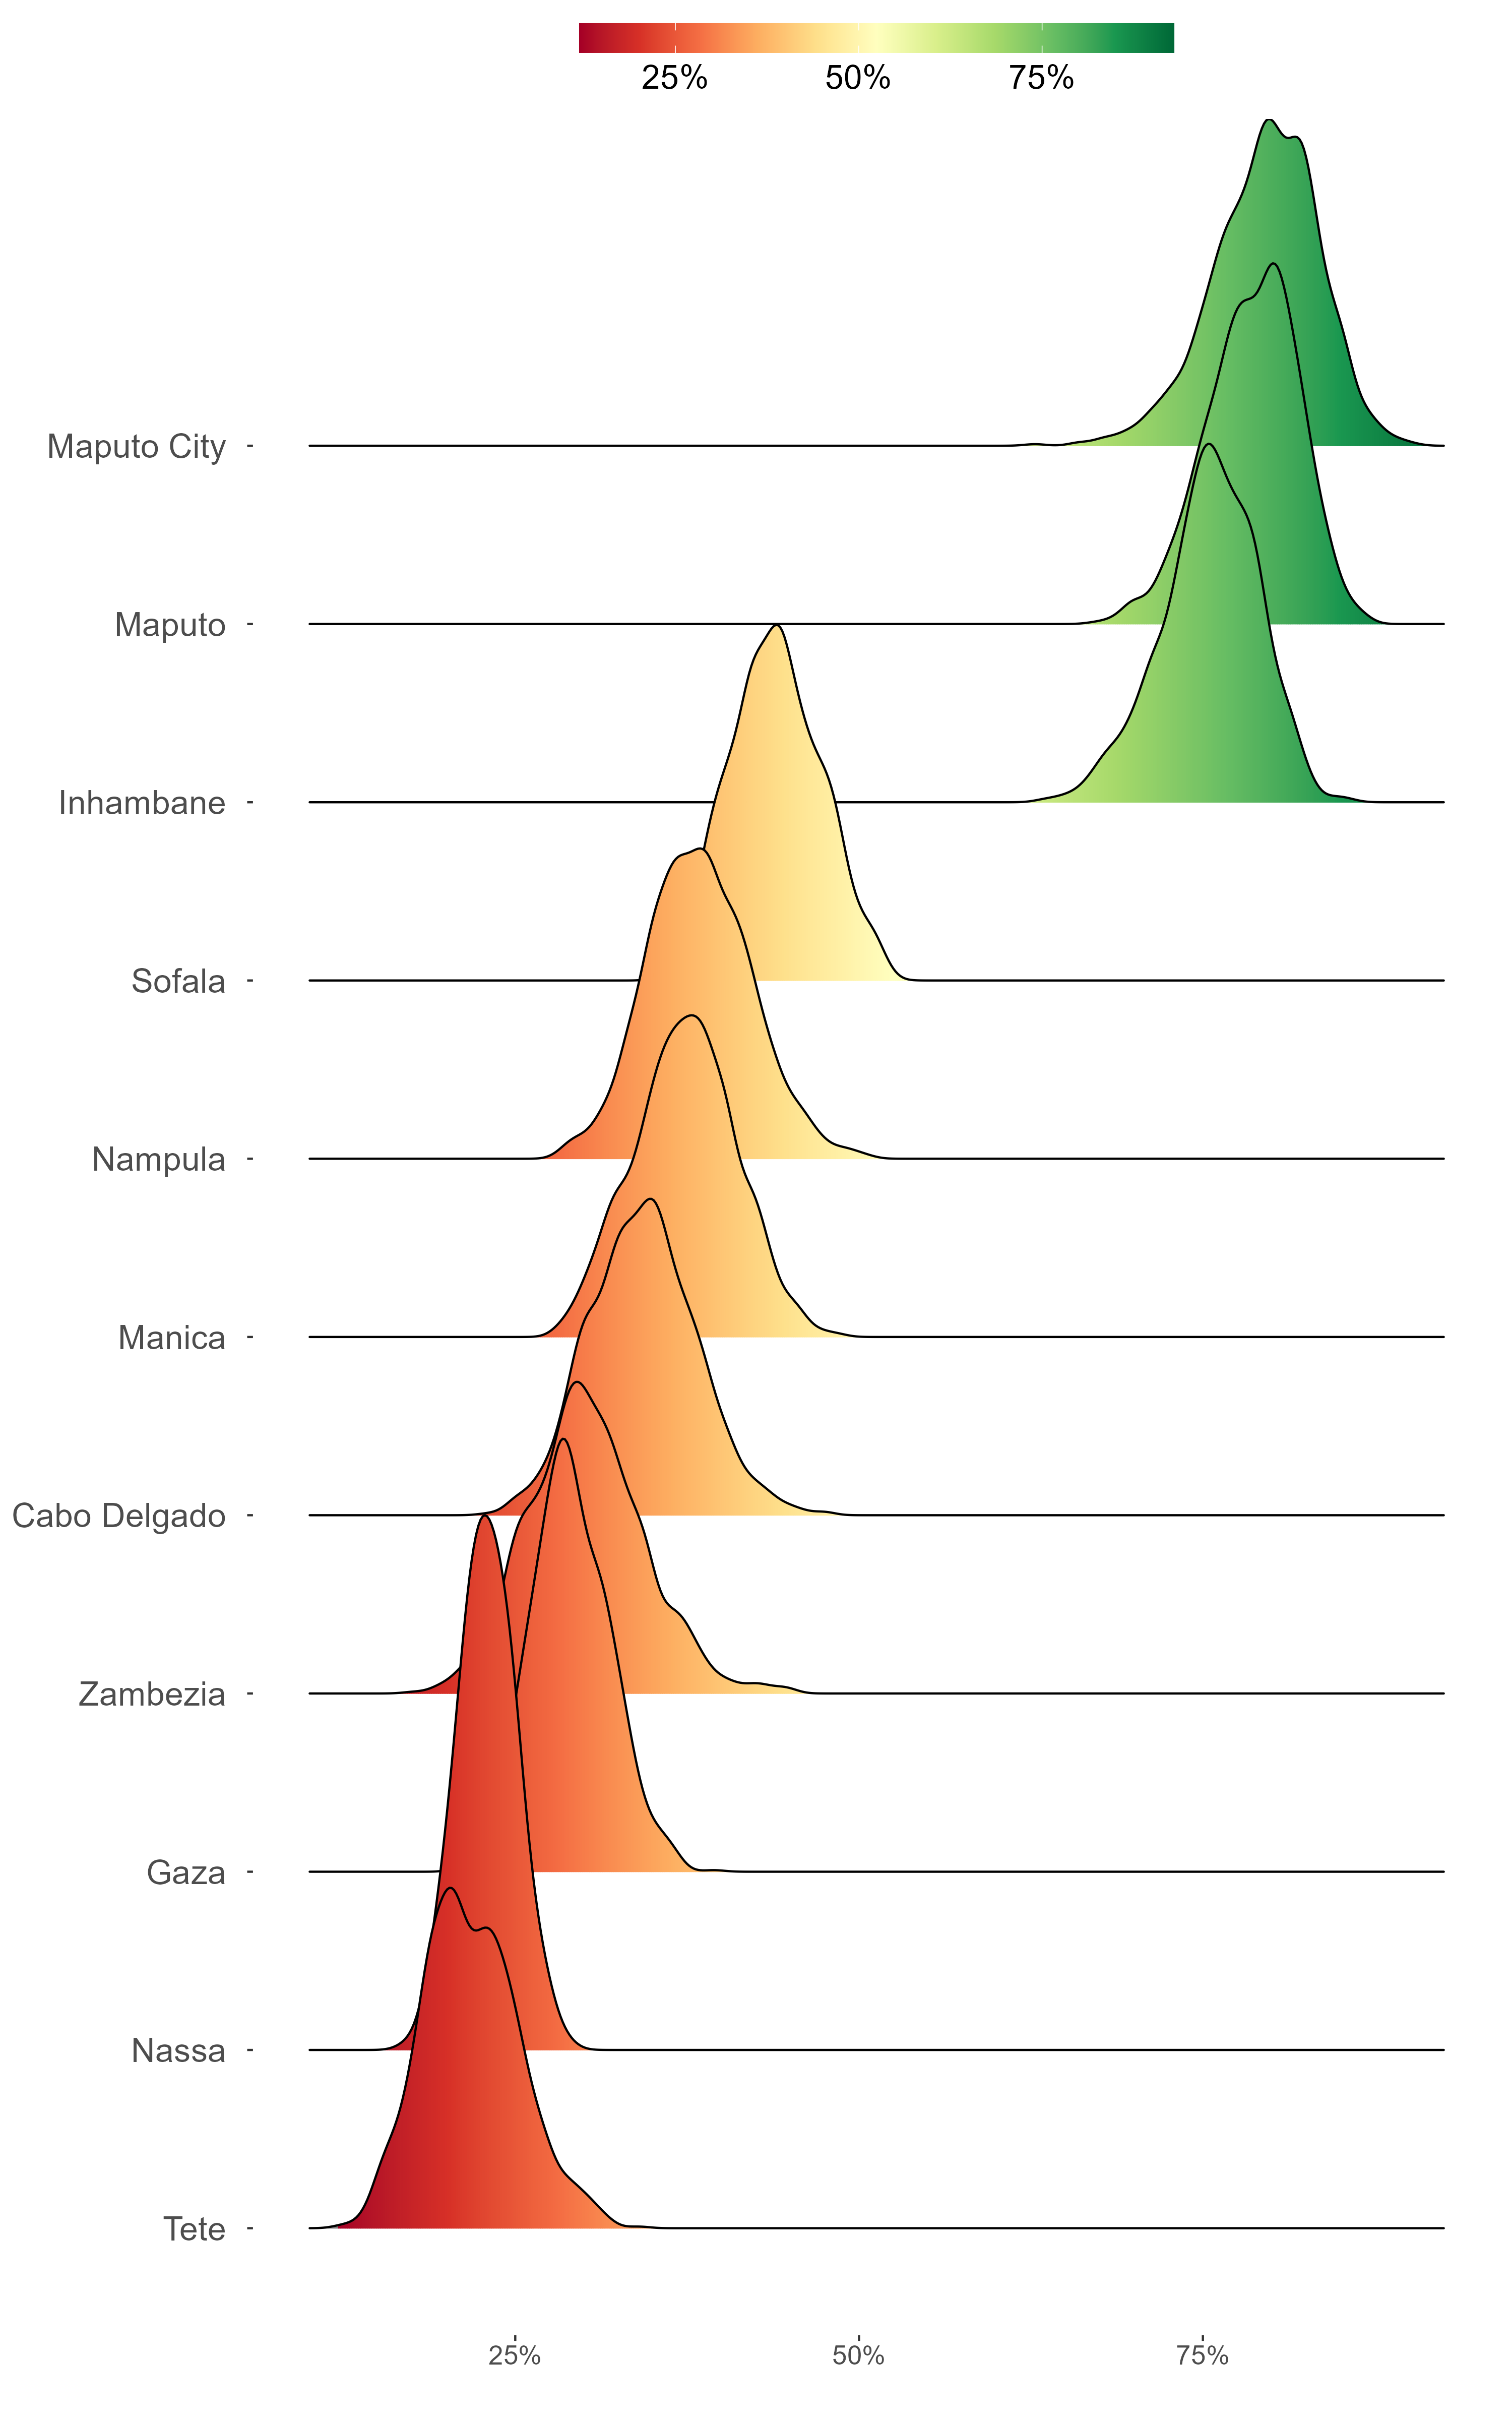 25% 50% 75%
Maputo City
Maputo
Inhambane
Sofala
Nampula
Manica
Cabo Delgado
Zambezia
Gaza
Nassa
Tete
25% 50% 75%